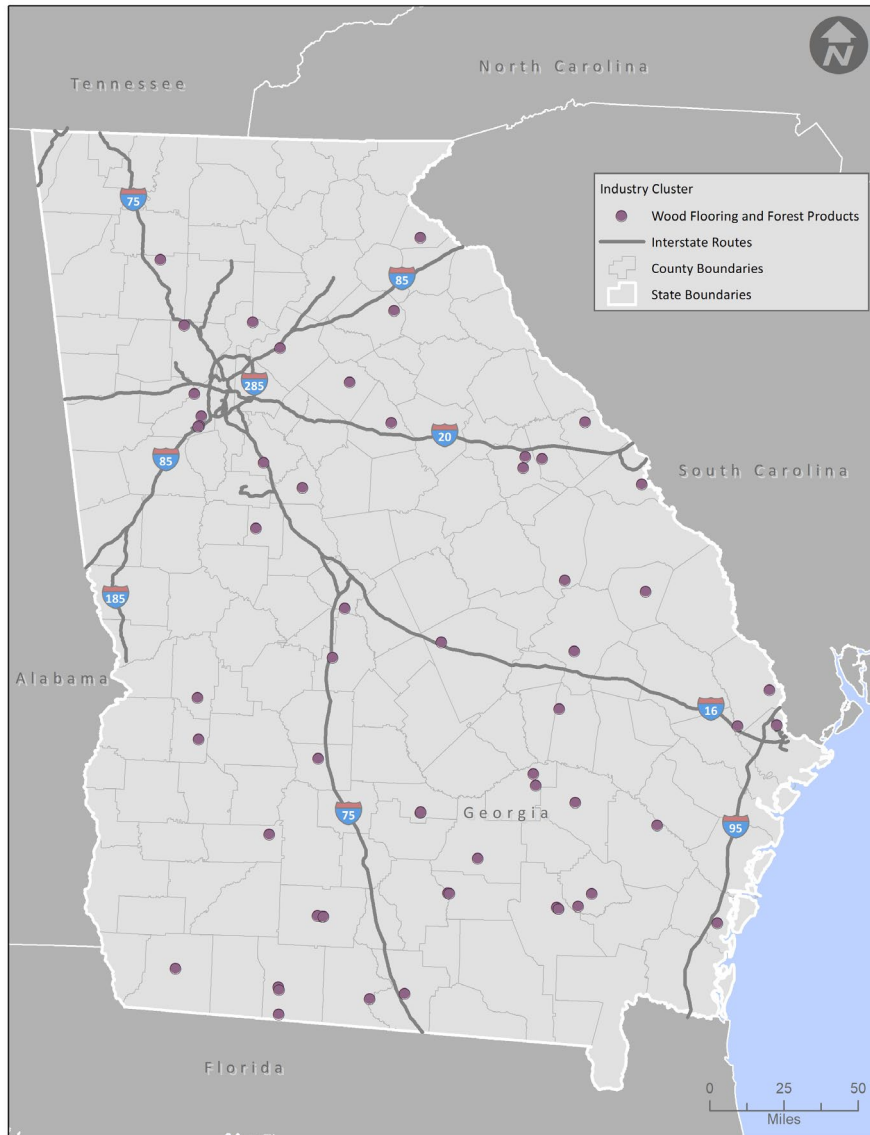 North Carolina
Tennessee
N
Industry Cluster
Wood Flooring and Forest Products
Interstate Routes
County Boundaries
State Boundaries
75
85
285
20
85
South Carolina
185
Alabama
16
Georgia
75
95
Florida
0 25 50
Miles